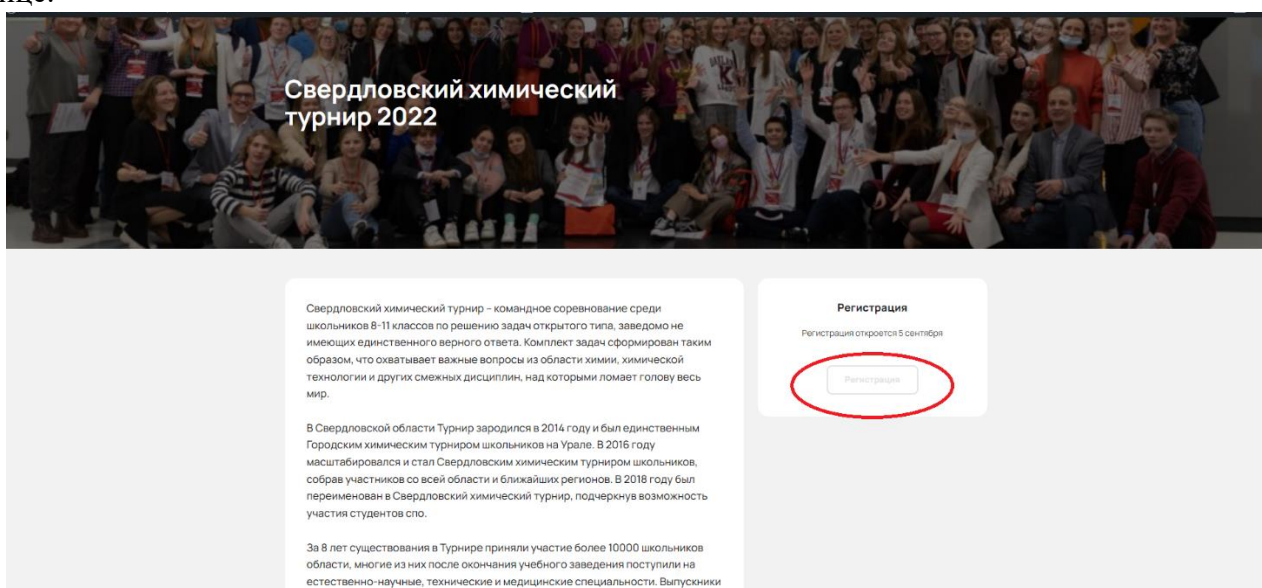 Свердловский химический
турнир 2022
Свердловский химический турнир – командное соревнование среди
школьников 8-11 классов по решению задач открытого типа, заведомо не
имеющих единственного верного ответа. Комплект задач сформирован таким
образом, что охватывает важные вопросы из области химии, химической
технологии и других смежных дисциплин, над которыми ломает голову весь
мир.
В Свердловской области Турнир зародился в 2014 году и был единственным
Городским химическим турниром школьников на Урале. В 2016 году
масштабировался и стал Свердловским химическим турниром школьников,
собрав участников со всей области и ближайших регионов. В 2018 году был
переименован в Свердловский химический турнир, подчеркнув возможность
участия студентов спо.
За 8 лет существования в Турнире приняли участие более 10000 школьников
области, многие из них после окончания учебного заведения поступили на
естественно-научные, технические и медицинские специальности. Выпускники
Регистрация
Регистрация откроется 5 сентября
Регистрация